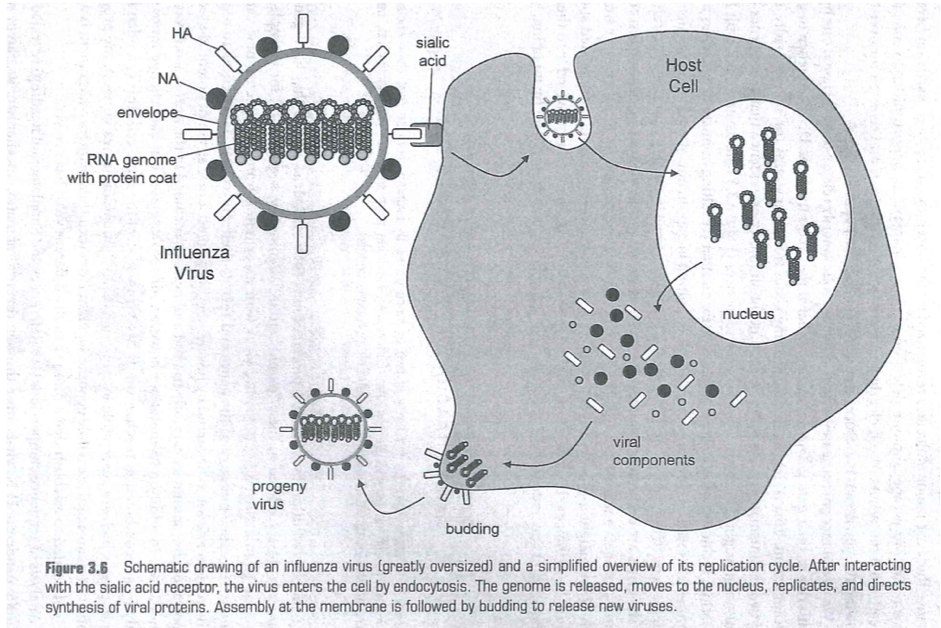 HA
NA
envelope
RNA genome
with protein coat
Influenza
Virus
sialic
acid
Host
Cell
nucleus
viral
components
progeny
virus
budding
Figure 3.6 Schematic drawing of an influenza virus (greatly oversized) and a simplified overview of its replication cycle. After interacting
with the sialic acid receptor, the virus enters the cell by endocytosis. The genome is released, moves to the nucleus, replicates, and directs
synthesis of viral proteins. Assembly at the membrane is followed by budding to release new viruses.